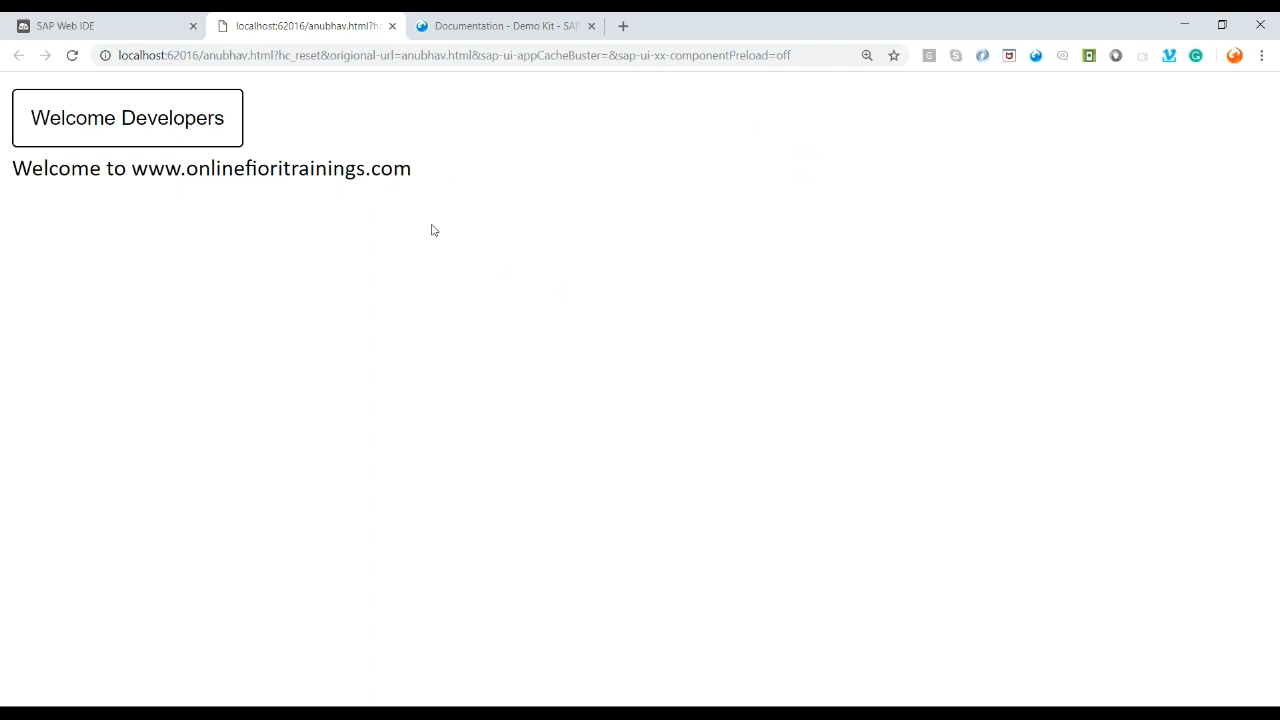 SAP Web IDE
localhost:62016/anubhav.html?hc
Documentation - Demo Kit - SAP
localhost:62016/anubhav.html?hc_reset&origional-url=anubhav.html&sap-ui-appCacheBuster=&sap-ui-xx-componentPreload=off
Welcome Developers
Welcome to www.onlinefioritrainings.com